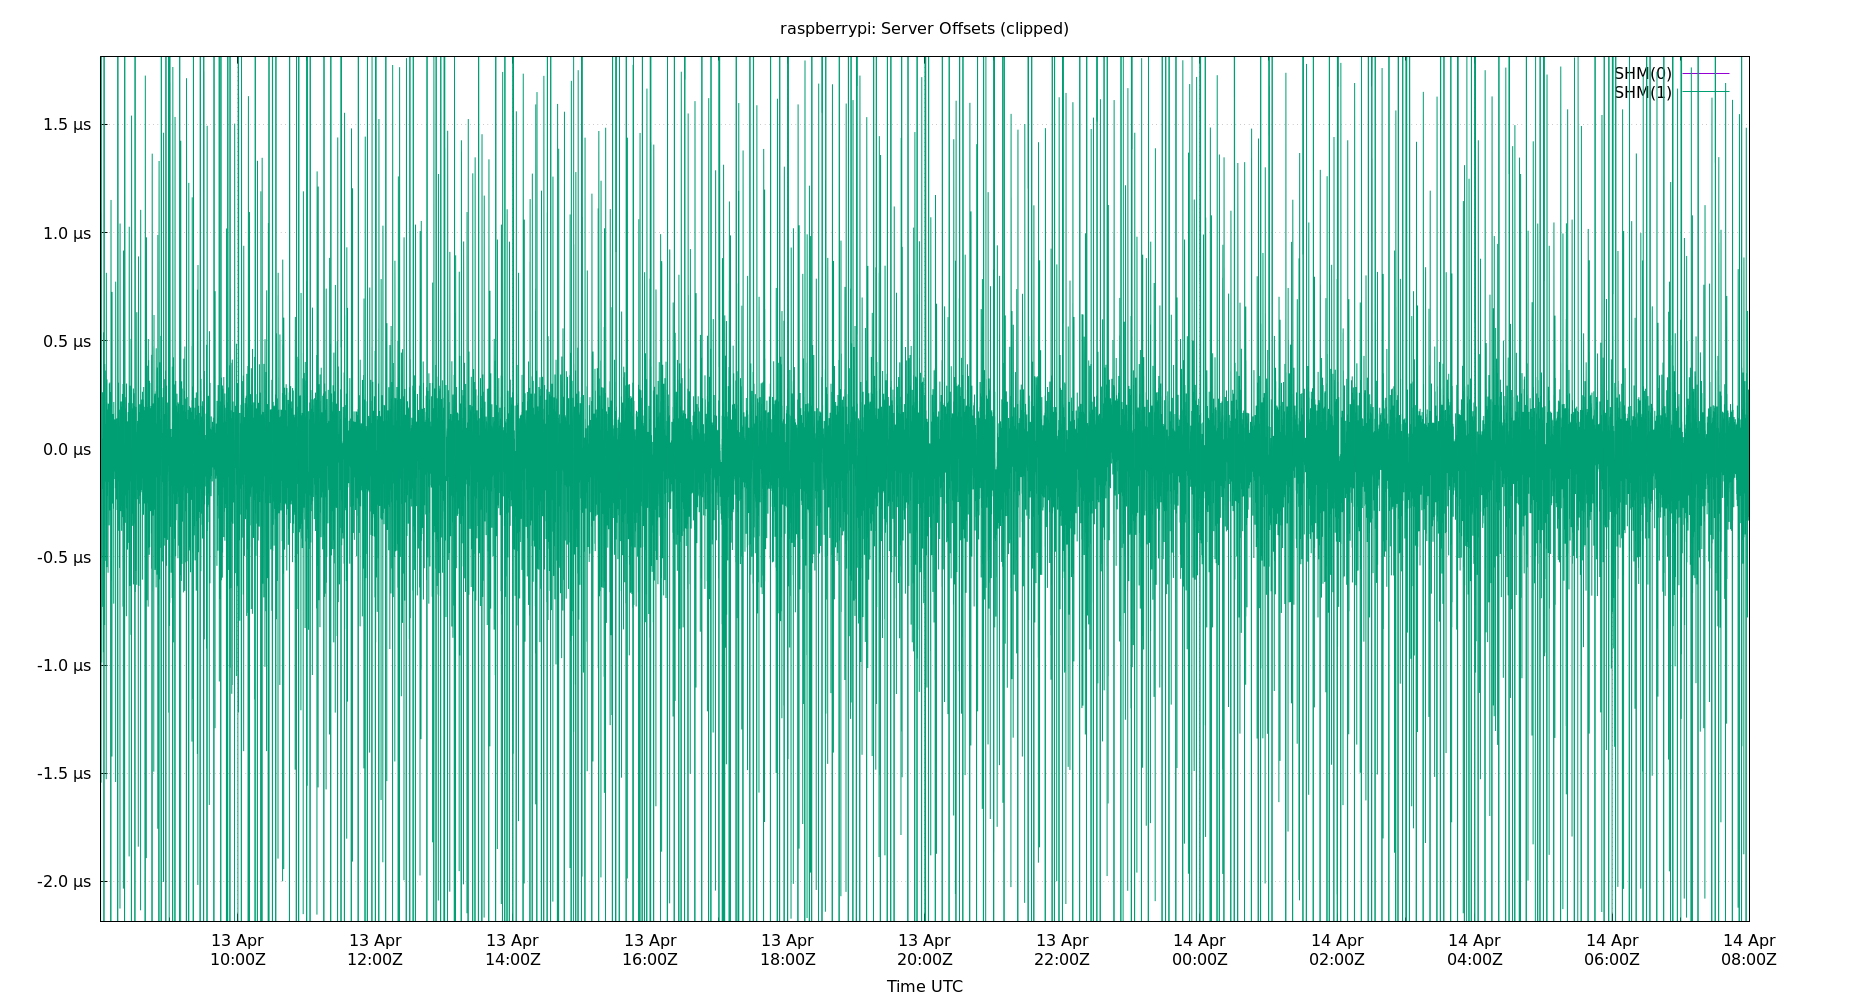 raspberrypi: Server Offsets (clipped)
SHM(0)
SHM(1)
1.5 µs
1.0 µs
0.5 µs
0.0 µs
-0.5 µs
-1.0 µs
-1.5 µs
-2.0 µs
13 Apr 13 Apr 13 Apr 13 Apr 13 Apr 13 Apr 13 Apr 14 Apr 14 Apr 14 Apr 14 Apr 14 Apr
10:00Z 12:00Z 14:00Z 16:00Z 18:00Z 20:00Z 22:00Z 00:00Z 02:00Z 04:00Z 06:00Z 08:00Z
Time UTC